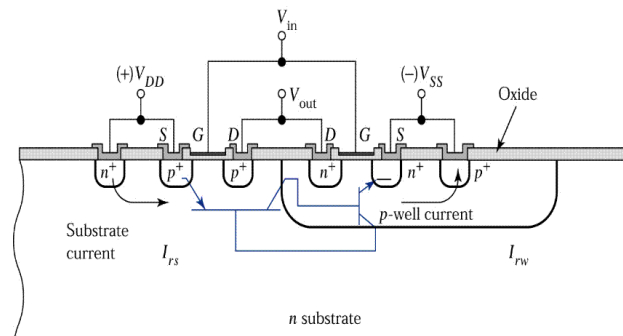 V_in
(+)V_DD
V_out
(−)V_SS
Oxide
S G D D G S
n+ p+ p+ n+ n+ p+
Substrate
current
I_rs
p-well current
I_rw
n substrate